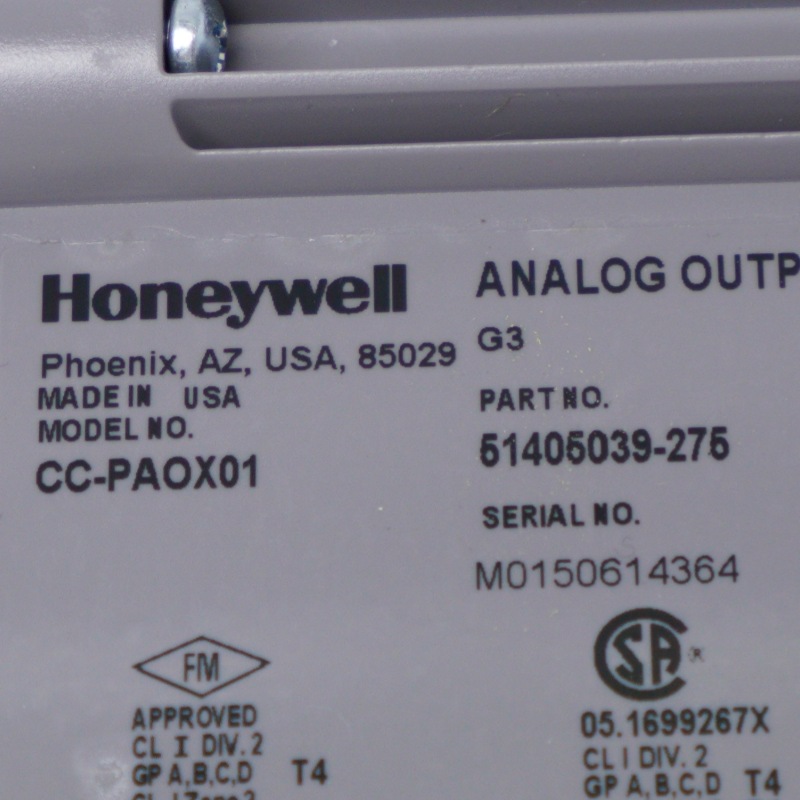 Honeywell
Phoenix, AZ, USA, 85029
MADE IN USA
MODEL NO.
CC-PAOX01
ANALOG OUTP
G3
PART NO.
51405039-275
SERIAL NO.
M0150614364
FM
APPROVED
CL I DIV. 2
GP A,B,C,D T4
SA ®
05.1699267X
CL I DIV. 2
GP A,B,C,D T4